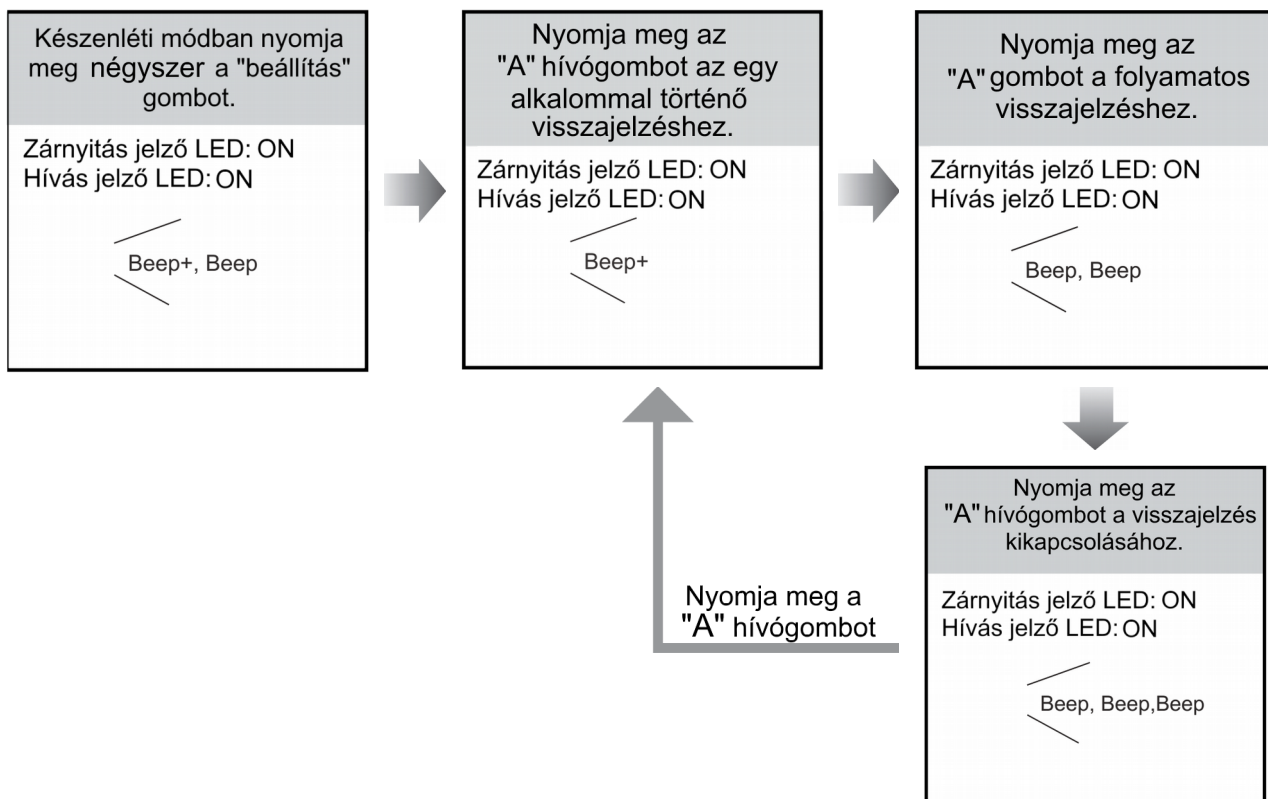 Készenléti módban nyomja
meg négyszer a "beállítás"
gombot.
Zárnyitás jelző LED: ON
Hívás jelző LED: ON
Beep+, Beep
Nyomja meg az
"A" hívógombot az egy
alkalommal történő
visszajelzéshez.
Zárnyitás jelző LED: ON
Hívás jelző LED: ON
Beep+
Nyomja meg az
"A" gombot a folyamatos
visszajelzéshez.
Zárnyitás jelző LED: ON
Hívás jelző LED: ON
Beep, Beep
Nyomja meg az
"A" hívógombot a visszajelzés
kikapcsolásához.
Zárnyitás jelző LED: ON
Hívás jelző LED: ON
Beep, Beep,Beep
Nyomja meg a
"A" hívógombot